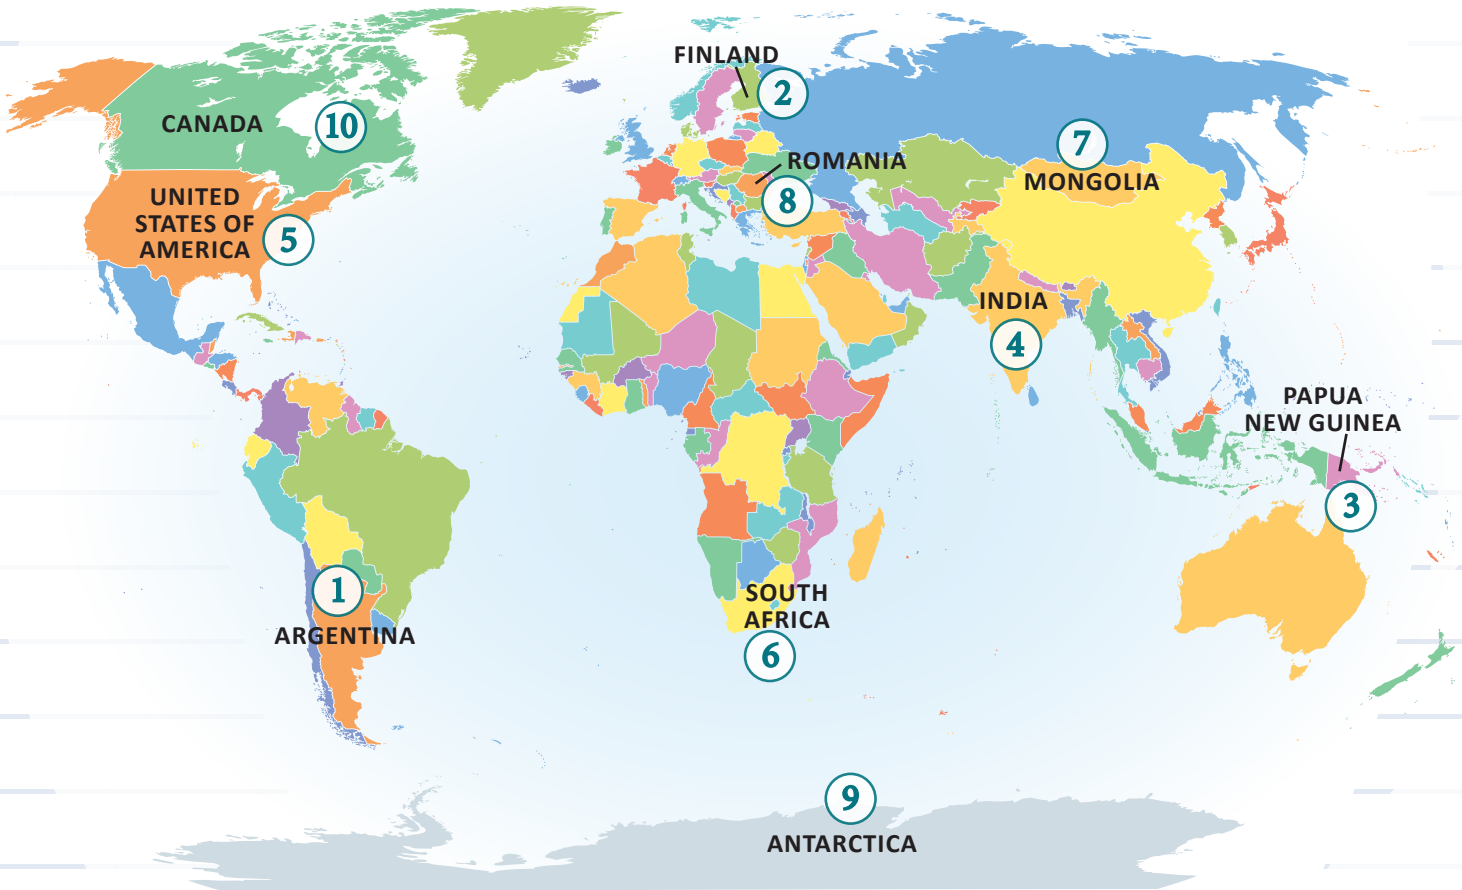 FINLAND
2
CANADA
10
ROMANIA
8
7
MONGOLIA
UNITED
STATES OF
AMERICA
5
INDIA
4
PAPUA
NEW GUINEA
3
1
ARGENTINA
SOUTH
AFRICA
6
9
ANTARCTICA